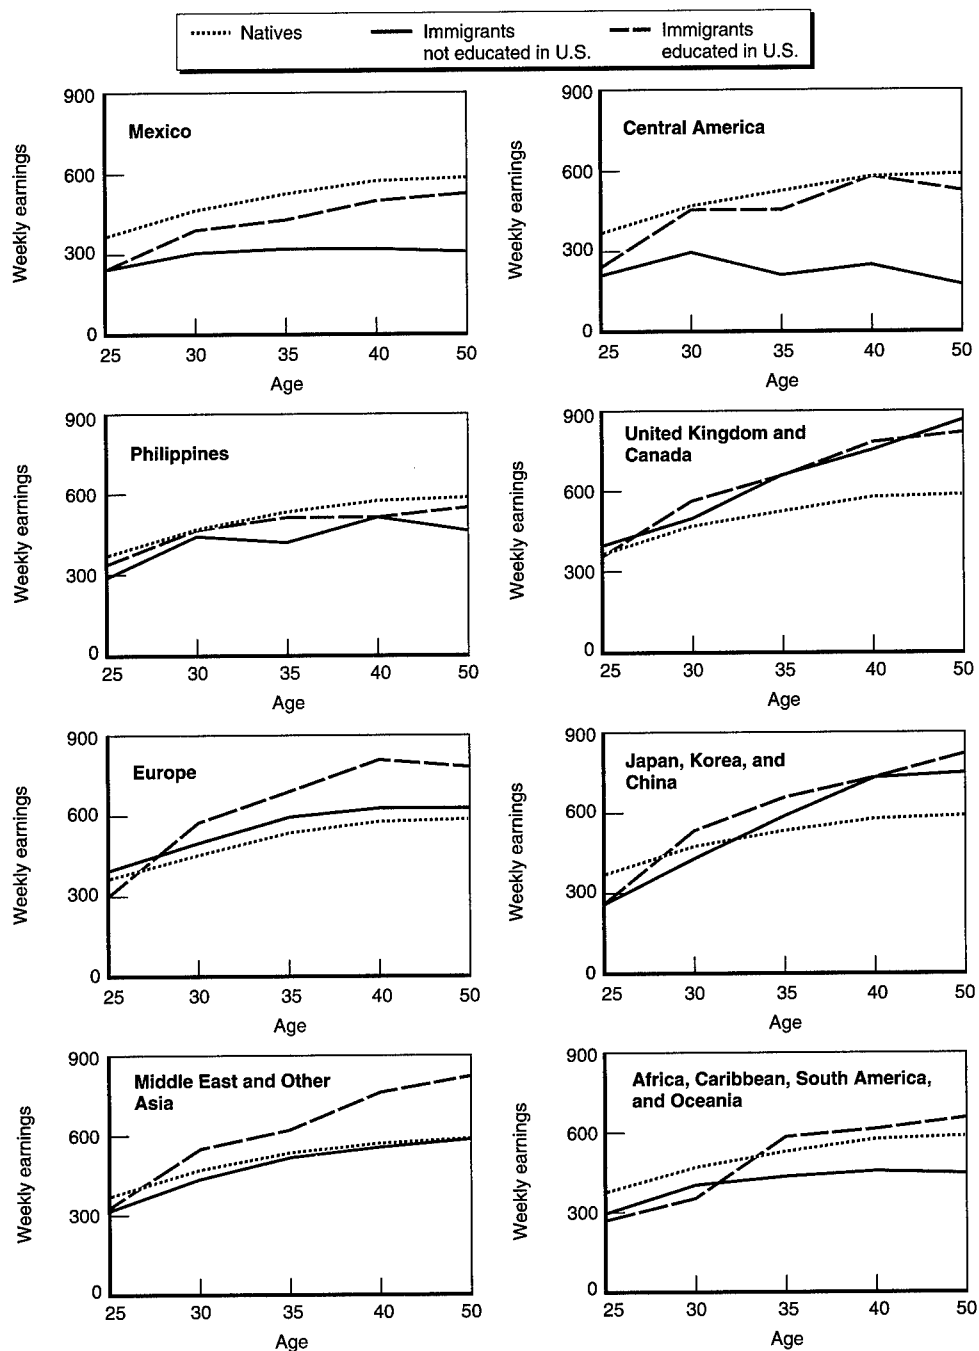 Natives
Immigrants
not educated in U.S.
Immigrants
educated in U.S.
Mexico
Weekly earnings
900
600
300
0
25 30 35 40 50
Age
Central America
Weekly earnings
900
600
300
0
25 30 35 40 50
Age
Philippines
Weekly earnings
900
600
300
0
25 30 35 40 50
Age
United Kingdom and
Canada
Weekly earnings
900
600
300
0
25 30 35 40 50
Age
Europe
Weekly earnings
900
600
300
0
25 30 35 40 50
Age
Japan, Korea, and
China
Weekly earnings
900
600
300
0
25 30 35 40 50
Age
Middle East and Other
Asia
Weekly earnings
900
600
300
0
25 30 35 40 50
Age
Africa, Caribbean, South America,
and Oceania
Weekly earnings
900
600
300
0
25 30 35 40 50
Age